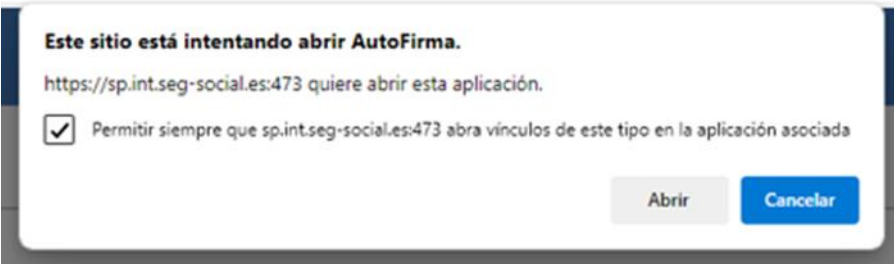 Este sitio está intentando abrir AutoFirma.
https://sp.int.seg-social.es:473 quiere abrir esta aplicación.
Permitir siempre que sp.int.seg-social.es:473 abra vínculos de este tipo en la aplicación asociada
Abrir
Cancelar